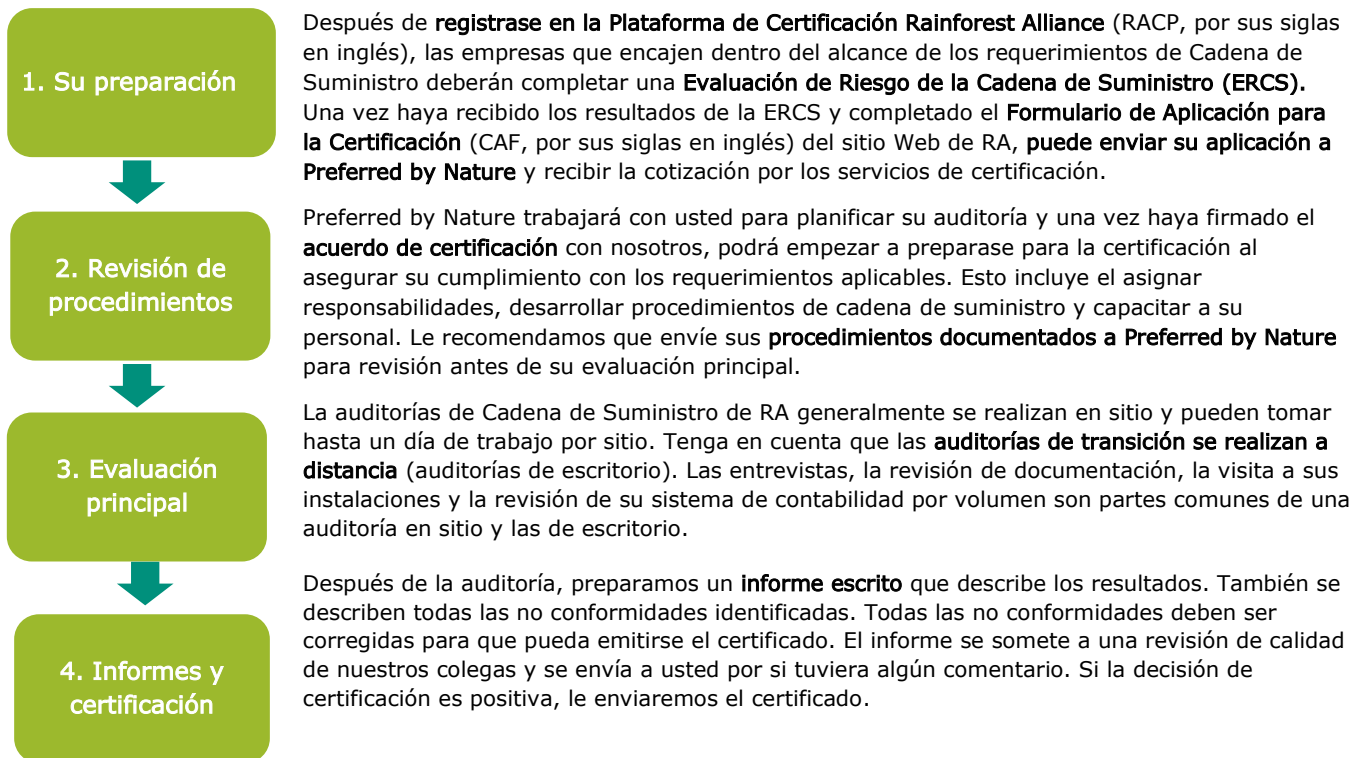 1. Su preparación
Después de registrase en la Plataforma de Certificación Rainforest Alliance (RACP, por sus siglas
en inglés), las empresas que encajen dentro del alcance de los requerimientos de Cadena de
Suministro deberán completar una Evaluación de Riesgo de la Cadena de Suministro (ERCS).
Una vez haya recibido los resultados de la ERCS y completado el Formulario de Aplicación para
la Certificación (CAF, por sus siglas en inglés) del sitio Web de RA, puede enviar su aplicación a
Preferred by Nature y recibir la cotización por los servicios de certificación.
2. Revisión de
procedimientos
Preferred by Nature trabajará con usted para planificar su auditoría y una vez haya firmado el
acuerdo de certificación con nosotros, podrá empezar a preparase para la certificación al
asegurar su cumplimiento con los requerimientos aplicables. Esto incluye el asignar
responsabilidades, desarrollar procedimientos de cadena de suministro y capacitar a su
personal. Le recomendamos que envíe sus procedimientos documentados a Preferred by Nature
para revisión antes de su evaluación principal.
3. Evaluación
principal
La auditorías de Cadena de Suministro de RA generalmente se realizan en sitio y pueden tomar
hasta un día de trabajo por sitio. Tenga en cuenta que las auditorías de transición se realizan a
distancia (auditorías de escritorio). Las entrevistas, la revisión de documentación, la visita a sus
instalaciones y la revisión de su sistema de contabilidad por volumen son partes comunes de una
auditoría en sitio y las de escritorio.
4. Informes y
certificación
Después de la auditoría, preparamos un informe escrito que describe los resultados. También se
describen todas las no conformidades identificadas. Todas las no conformidades deben ser
corregidas para que pueda emitirse el certificado. El informe se somete a una revisión de calidad
de nuestros colegas y se envía a usted por si tuviera algún comentario. Si la decisión de
certificación es positiva, le enviaremos el certificado.